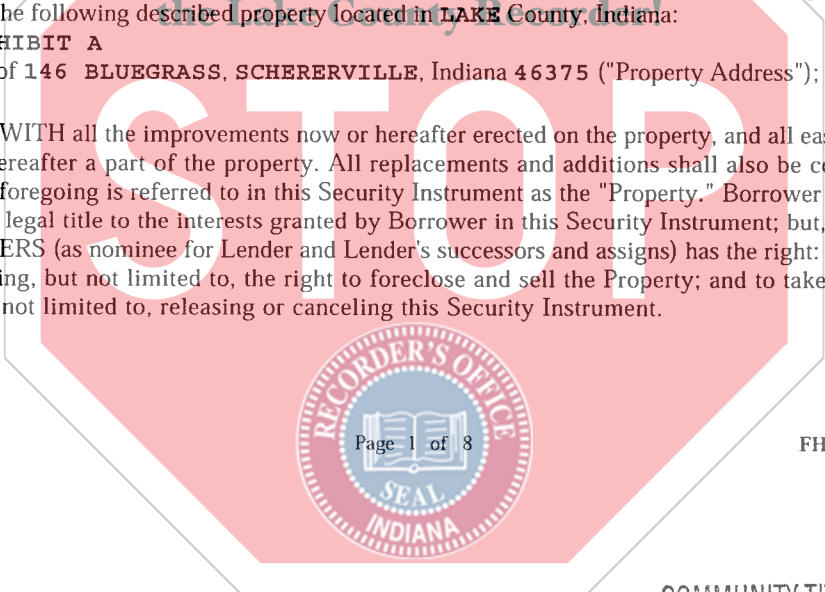 the Lake County Recorder!
he following described property located in LAKE County, Indiana:
HIBIT A
of 146 BLUEGRASS, SCHERERVILLE, Indiana 46375 ("Property Address");
STOP
WITH all the improvements now or hereafter erected on the property, and all eas
ereafter a part of the property. All replacements and additions shall also be c
foregoing is referred to in this Security Instrument as the "Property." Borrower
legal title to the interests granted by Borrower in this Security Instrument; but,
ERS (as nominee for Lender and Lender's successors and assigns) has the right:
ing, but not limited to, the right to foreclose and sell the Property; and to take
not limited to, releasing or canceling this Security Instrument.
RECORDER'S OFFICE
Page 1 of 8
FH
SEAL
INDIANA